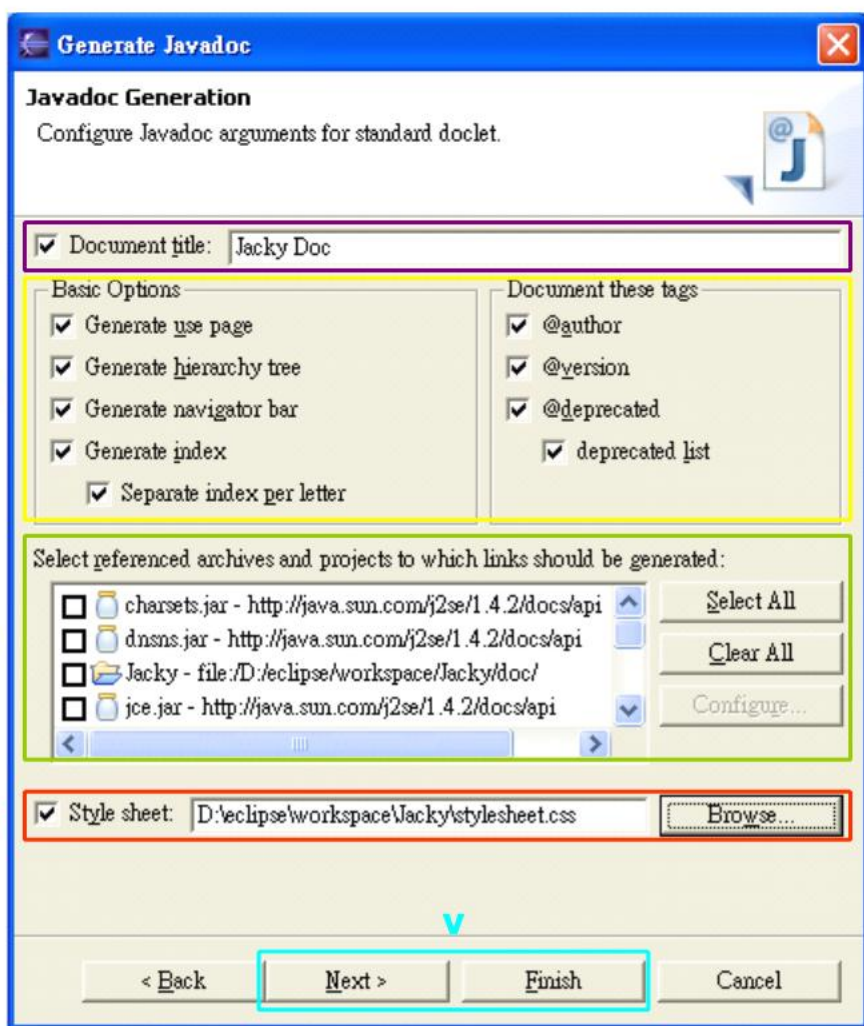 Generate Javadoc
Javadoc Generation
Configure Javadoc arguments for standard doclet.
@
J
Document title: Jacky Doc
Basic Options
Generate use page
Generate hierarchy tree
Generate navigator bar
Generate index
Separate index per letter
Document these tags
@author
@version
@deprecated
deprecated list
Select referenced archives and projects to which links should be generated:
charsets.jar - http://java.sun.com/j2se/1.4.2/docs/api
dnsns.jar - http://java.sun.com/j2se/1.4.2/docs/api
Jacky - file:/D:/eclipse/workspace/Jacky/doc/
jce.jar - http://java.sun.com/j2se/1.4.2/docs/api
Select All
Clear All
Configure...
Style sheet: D:\eclipse\workspace\Jacky\stylesheet.css Browse...
v
< Back Next > Finish Cancel